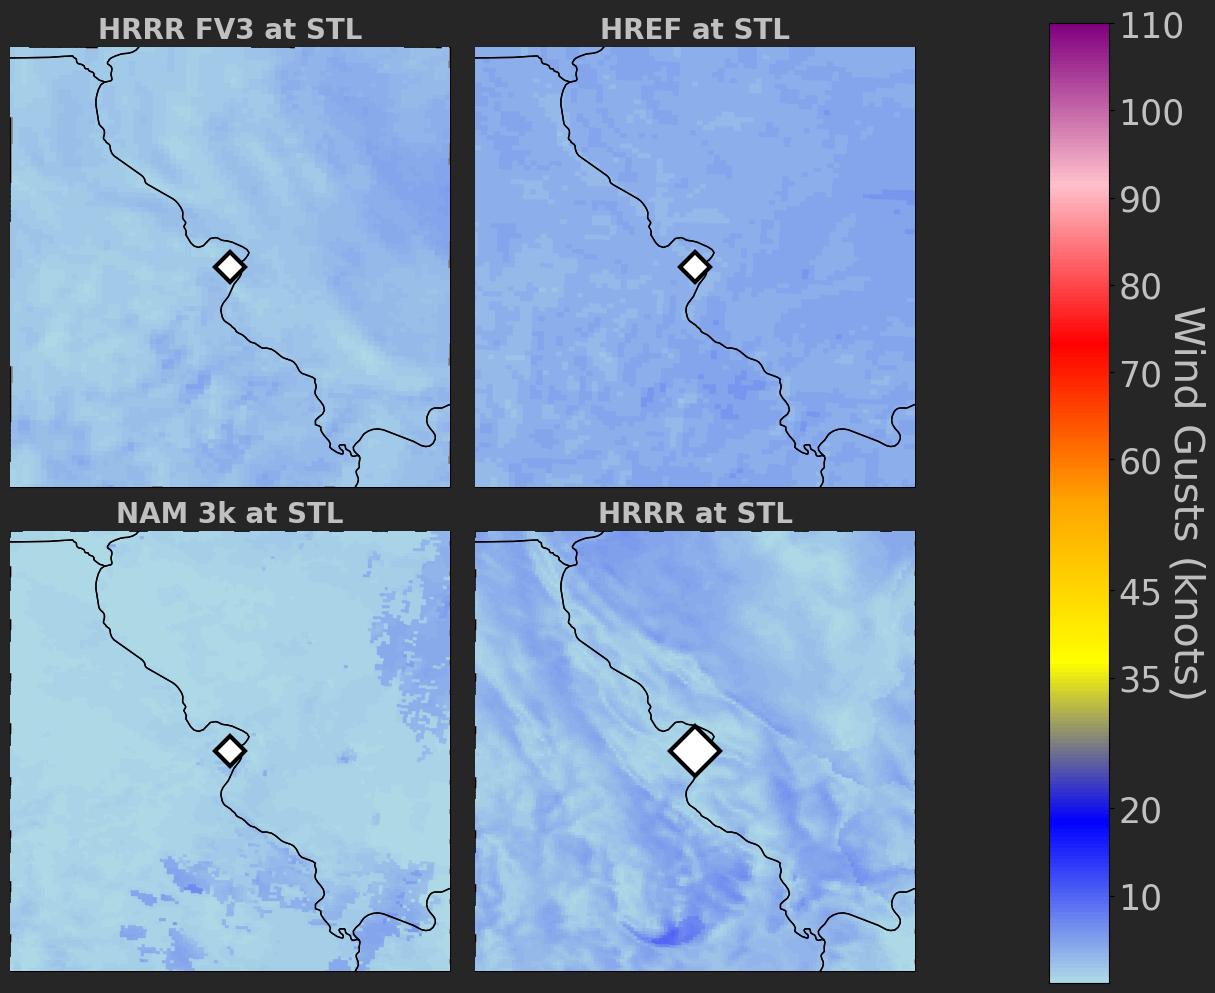 HRRR FV3 at STL
HREF at STL
NAM 3k at STL
HRRR at STL
110
100
90
80
70
60
45
35
20
10
Wind Gusts (knots)